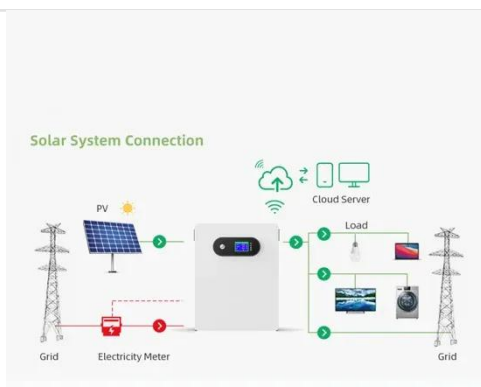 Solar System Connection
Cloud Server
PV
Load
Grid
Electricity Meter
Grid